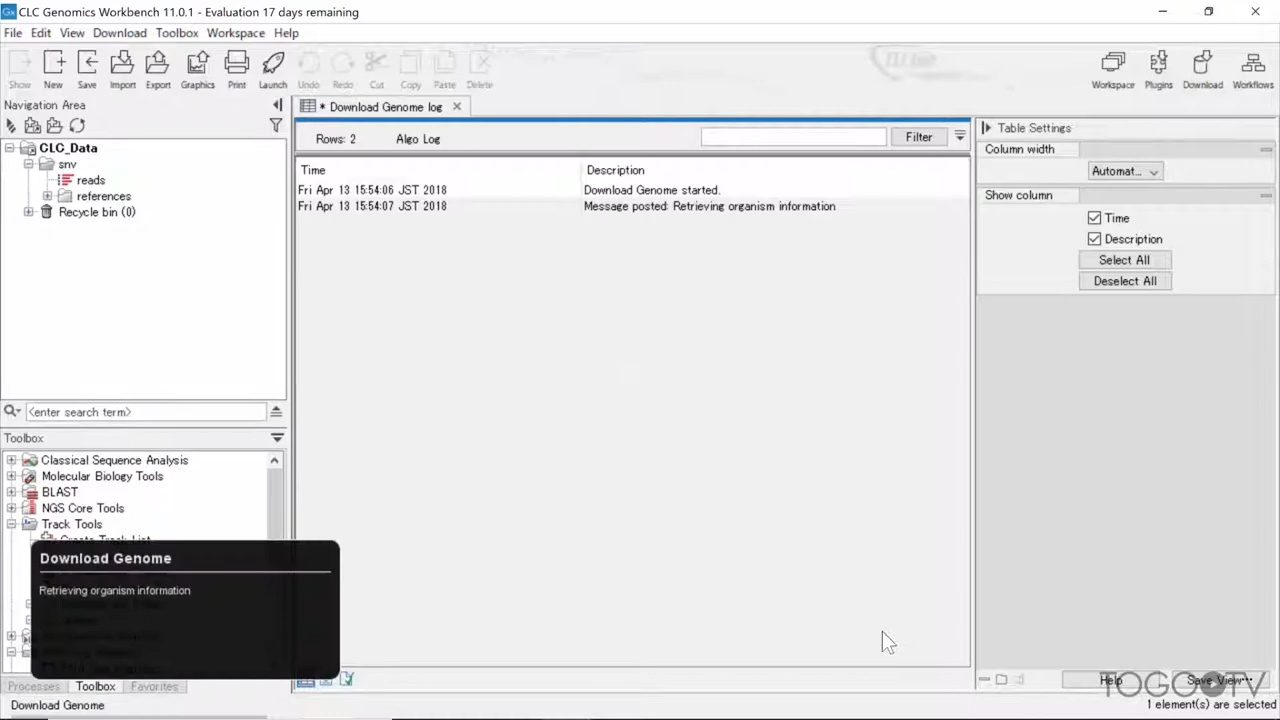 CLC Genomics Workbench 11.0.1 - Evaluation 17 days remaining
File Edit View Download Toolbox Workspace Help
Show New Save Import Export Graphics Print Launch Undo Redo Cut Copy Paste Delete Workspace Plugins Download Workflows
Navigation Area
CLC_Data
snv
reads
references
Recycle bin (0)
<enter search term>
Toolbox
Classical Sequence Analysis
Molecular Biology Tools
BLAST
NGS Core Tools
Track Tools
Create Track List
Download Genome
Retrieving organism information
Processes Toolbox Favorites
* Download Genome log
Rows: 2 Algo Log Filter
Time Description
Fri Apr 13 15:54:06 JST 2018 Download Genome started.
Fri Apr 13 15:54:07 JST 2018 Message posted: Retrieving organism information
Table Settings
Column width
Automat...
Show column
Time
Description
Select All
Deselect All
Help Save View...
TOGOTV
Download Genome
1 element(s) are selected